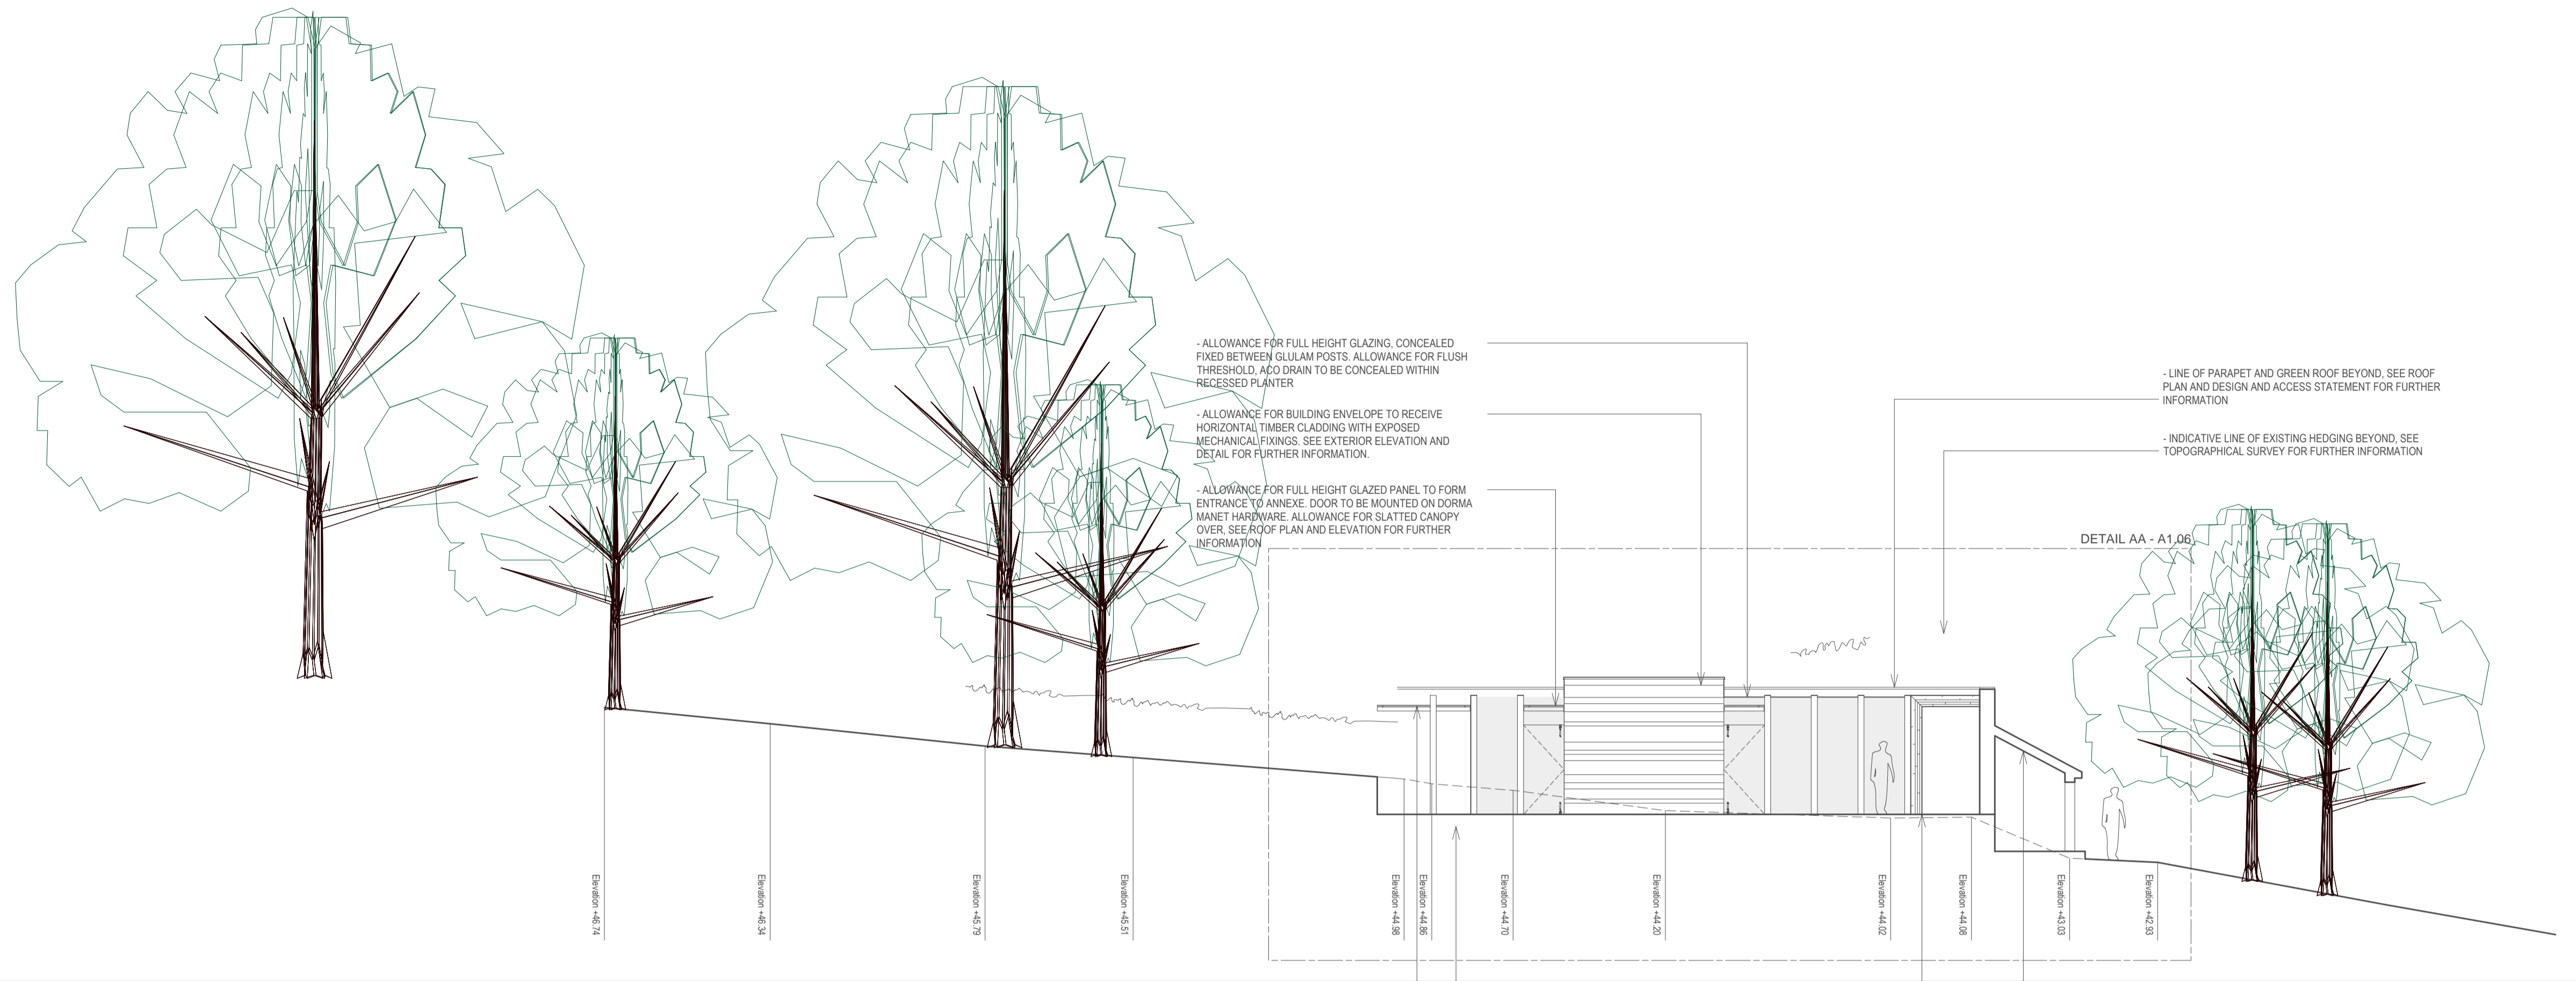 - ALLOWANCE FOR FULL HEIGHT GLAZING, CONCEALED
FIXED BETWEEN GLULAM POSTS. ALLOWANCE FOR FLUSH
THRESHOLD, ACO DRAIN TO BE CONCEALED WITHIN
RECESSED PLANTER
- ALLOWANCE FOR BUILDING ENVELOPE TO RECEIVE
HORIZONTAL TIMBER CLADDING WITH EXPOSED
MECHANICAL FIXINGS. SEE EXTERIOR ELEVATION AND
DETAIL FOR FURTHER INFORMATION.
- ALLOWANCE FOR FULL HEIGHT GLAZED PANEL TO FORM
ENTRANCE TO ANNEXE. DOOR TO BE MOUNTED ON DORMA
MANET HARDWARE. ALLOWANCE FOR SLATTED CANOPY
OVER, SEE ROOF PLAN AND ELEVATION FOR FURTHER
INFORMATION
- LINE OF PARAPET AND GREEN ROOF BEYOND, SEE ROOF
PLAN AND DESIGN AND ACCESS STATEMENT FOR FURTHER
INFORMATION
- INDICATIVE LINE OF EXISTING HEDGING BEYOND, SEE
TOPOGRAPHICAL SURVEY FOR FURTHER INFORMATION
DETAIL AA - A1.06
Elevation +46.74
Elevation +46.34
Elevation +45.79
Elevation +45.51
Elevation +44.98
Elevation +44.86
Elevation +44.70
Elevation +44.20
Elevation +44.02
Elevation +44.08
Elevation +43.03
Elevation +42.93